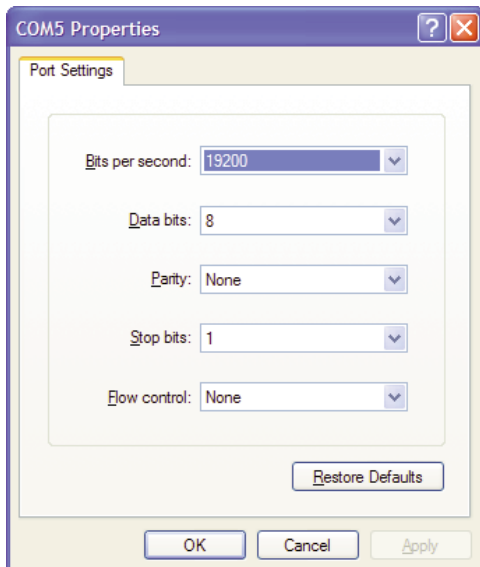 COM5 Properties
Port Settings
Bits per second: 19200
Data bits: 8
Parity: None
Stop bits: 1
Flow control: None
Restore Defaults
OK Cancel Apply